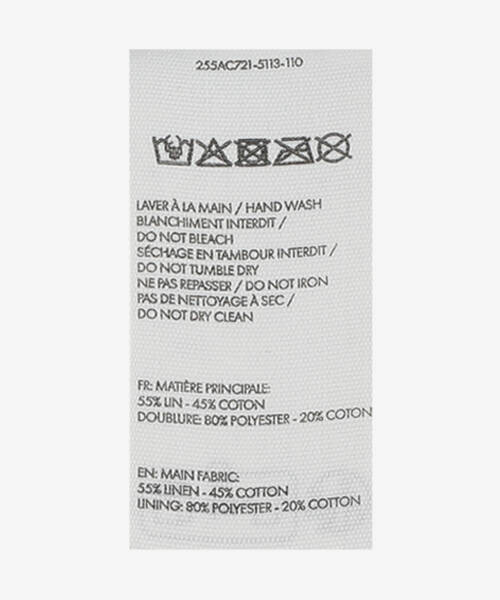 255AC721-5113-110
LAVER À LA MAIN / HAND WASH
BLANCHIMENT INTERDIT /
DO NOT BLEACH
SÉCHAGE EN TAMBOUR INTERDIT /
DO NOT TUMBLE DRY
NE PAS REPASSER / DO NOT IRON
PAS DE NETTOYAGE À SEC /
DO NOT DRY CLEAN
FR: MATIÈRE PRINCIPALE:
55% LIN - 45% COTON
DOUBLURE: 80% POLYESTER - 20% COTON
EN: MAIN FABRIC:
55% LINEN - 45% COTTON
LINING: 80% POLYESTER - 20% COTTON